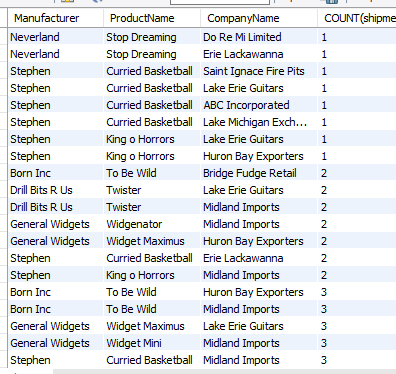 Manufacturer ProductName CompanyName COUNT(shipme
Neverland Stop Dreaming Do Re Mi Limited 1
Neverland Stop Dreaming Erie Lackawanna 1
Stephen Curried Basketball Saint Ignace Fire Pits 1
Stephen Curried Basketball Lake Erie Guitars 1
Stephen Curried Basketball ABC Incorporated 1
Stephen Curried Basketball Lake Michigan Exch... 1
Stephen King o Horrors Lake Erie Guitars 1
Stephen King o Horrors Huron Bay Exporters 1
Born Inc To Be Wild Bridge Fudge Retail 2
Drill Bits R Us Twister Lake Erie Guitars 2
Drill Bits R Us Twister Midland Imports 2
General Widgets Widgenator Midland Imports 2
General Widgets Widget Maximus Huron Bay Exporters 2
Stephen Curried Basketball Erie Lackawanna 2
Stephen King o Horrors Midland Imports 2
Born Inc To Be Wild Huron Bay Exporters 3
Born Inc To Be Wild Midland Imports 3
General Widgets Widget Maximus Lake Erie Guitars 3
General Widgets Widget Mini Midland Imports 3
Stephen Curried Basketball Midland Imports 3